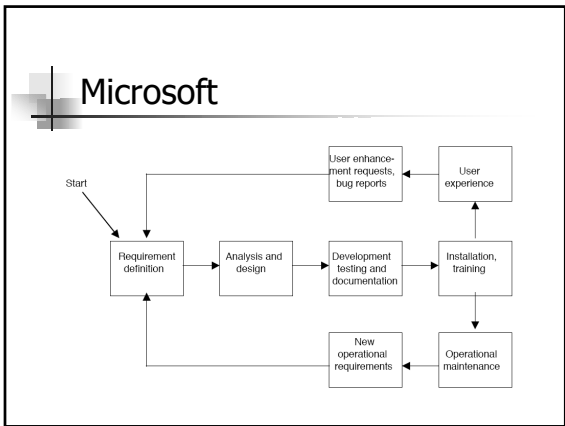 Microsoft
User enhance-
ment requests,
bug reports
User
experience
Start
Requirement
definition
Analysis and
design
Development
testing and
documentation
Installation,
training
New
operational
requirements
Operational
maintenance